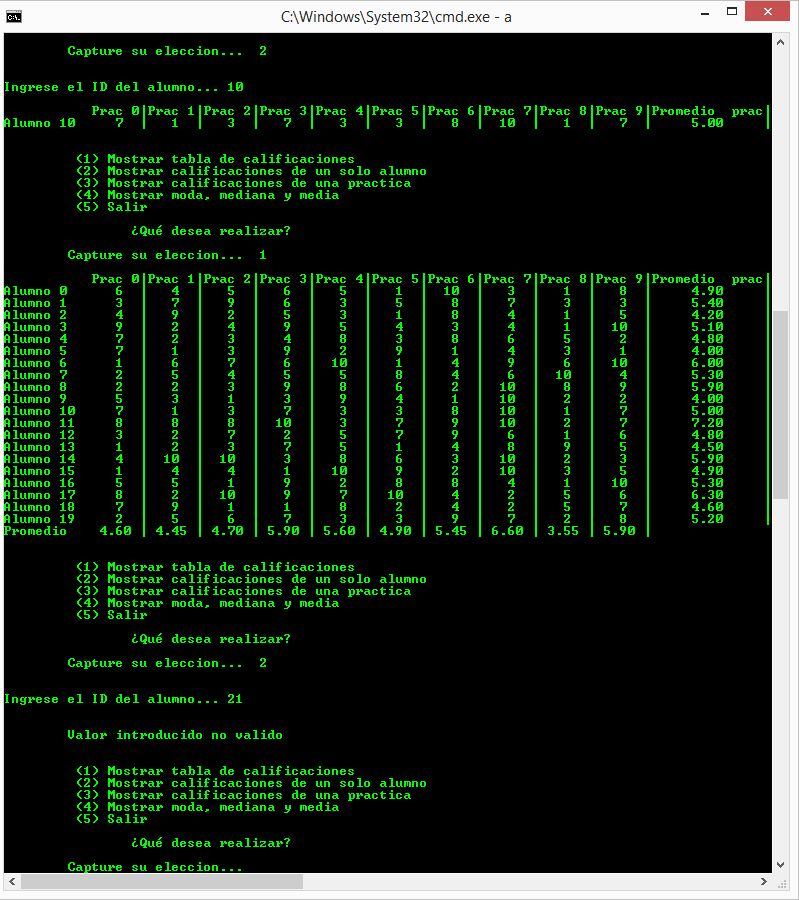 C:\Windows\System32\cmd.exe - a
Capture su eleccion... 2
Ingrese el ID del alumno... 10
Prac 0|Prac 1|Prac 2|Prac 3|Prac 4|Prac 5|Prac 6|Prac 7|Prac 8|Prac 9|Promedio prac|
Alumno 10 7 | 1 | 3 | 7 | 3 | 3 | 8 | 10 | 1 | 7 | 5.00 |
(1) Mostrar tabla de calificaciones
(2) Mostrar calificaciones de un solo alumno
(3) Mostrar calificaciones de una practica
(4) Mostrar moda, mediana y media
(5) Salir
¿Qué desea realizar?
Capture su eleccion... 1
Prac 0|Prac 1|Prac 2|Prac 3|Prac 4|Prac 5|Prac 6|Prac 7|Prac 8|Prac 9|Promedio prac|
Alumno 0 6 | 4 | 5 | 6 | 5 | 1 | 10 | 3 | 1 | 8 | 4.90 |
Alumno 1 3 | 7 | 9 | 6 | 3 | 5 | 8 | 7 | 3 | 3 | 5.40 |
Alumno 2 4 | 9 | 2 | 5 | 3 | 1 | 8 | 4 | 1 | 5 | 4.20 |
Alumno 3 9 | 2 | 4 | 9 | 5 | 4 | 3 | 4 | 1 | 10 | 5.10 |
Alumno 4 7 | 2 | 3 | 4 | 8 | 3 | 8 | 6 | 5 | 2 | 4.80 |
Alumno 5 7 | 1 | 3 | 9 | 2 | 9 | 1 | 4 | 3 | 1 | 4.00 |
Alumno 6 1 | 6 | 7 | 6 | 10 | 1 | 4 | 9 | 6 | 10 | 6.00 |
Alumno 7 2 | 5 | 4 | 5 | 5 | 8 | 4 | 6 | 10 | 4 | 5.30 |
Alumno 8 2 | 2 | 3 | 9 | 8 | 6 | 2 | 10 | 8 | 9 | 5.90 |
Alumno 9 5 | 3 | 1 | 3 | 9 | 4 | 1 | 10 | 2 | 2 | 4.00 |
Alumno 10 7 | 1 | 3 | 7 | 3 | 3 | 8 | 10 | 1 | 7 | 5.00 |
Alumno 11 8 | 8 | 8 | 10 | 3 | 7 | 9 | 10 | 2 | 7 | 7.20 |
Alumno 12 3 | 2 | 7 | 2 | 5 | 7 | 9 | 6 | 1 | 6 | 4.80 |
Alumno 13 1 | 2 | 3 | 7 | 5 | 1 | 4 | 8 | 9 | 5 | 4.50 |
Alumno 14 4 | 10 | 10 | 3 | 8 | 6 | 3 | 10 | 2 | 3 | 5.90 |
Alumno 15 1 | 4 | 4 | 1 | 10 | 9 | 2 | 10 | 3 | 5 | 4.90 |
Alumno 16 5 | 5 | 1 | 9 | 2 | 8 | 8 | 4 | 1 | 10 | 5.30 |
Alumno 17 8 | 2 | 10 | 9 | 7 | 10 | 4 | 2 | 5 | 6 | 6.30 |
Alumno 18 7 | 9 | 1 | 1 | 8 | 2 | 4 | 2 | 5 | 7 | 4.60 |
Alumno 19 2 | 5 | 6 | 7 | 3 | 3 | 9 | 7 | 2 | 8 | 5.20 |
Promedio 4.60 | 4.45 | 4.70 | 5.90 | 5.60 | 4.90 | 5.45 | 6.60 | 3.55 | 5.90 |
(1) Mostrar tabla de calificaciones
(2) Mostrar calificaciones de un solo alumno
(3) Mostrar calificaciones de una practica
(4) Mostrar moda, mediana y media
(5) Salir
¿Qué desea realizar?
Capture su eleccion... 2
Ingrese el ID del alumno... 21
Valor introducido no valido
(1) Mostrar tabla de calificaciones
(2) Mostrar calificaciones de un solo alumno
(3) Mostrar calificaciones de una practica
(4) Mostrar moda, mediana y media
(5) Salir
¿Qué desea realizar?
Capture su eleccion...